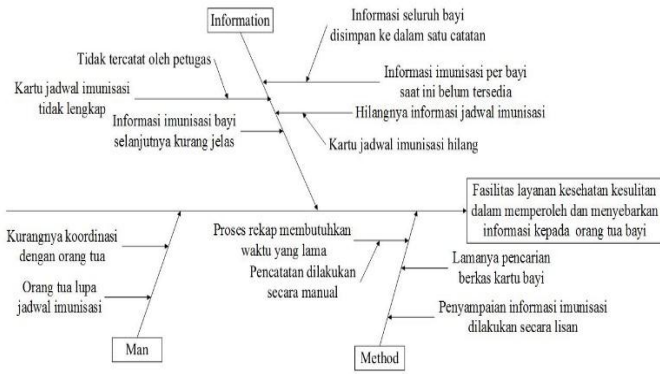 Information
Informasi seluruh bayi
disimpan ke dalam satu catatan
Tidak tercatat oleh petugas
Informasi imunisasi per bayi
saat ini belum tersedia
Kartu jadwal imunisasi
tidak lengkap
Hilangnya informasi jadwal imunisasi
Informasi imunisasi bayi
selanjutnya kurang jelas
Kartu jadwal imunisasi hilang
Fasilitas layanan kesehatan kesulitan
dalam memperoleh dan menyebarkan
informasi kepada orang tua bayi
Kurangnya koordinasi
dengan orang tua
Proses rekap membutuhkan
waktu yang lama
Pencatatan dilakukan
secara manual
Lamanya pencarian
berkas kartu bayi
Orang tua lupa
jadwal imunisasi
Penyampaian informasi imunisasi
dilakukan secara lisan
Man
Method